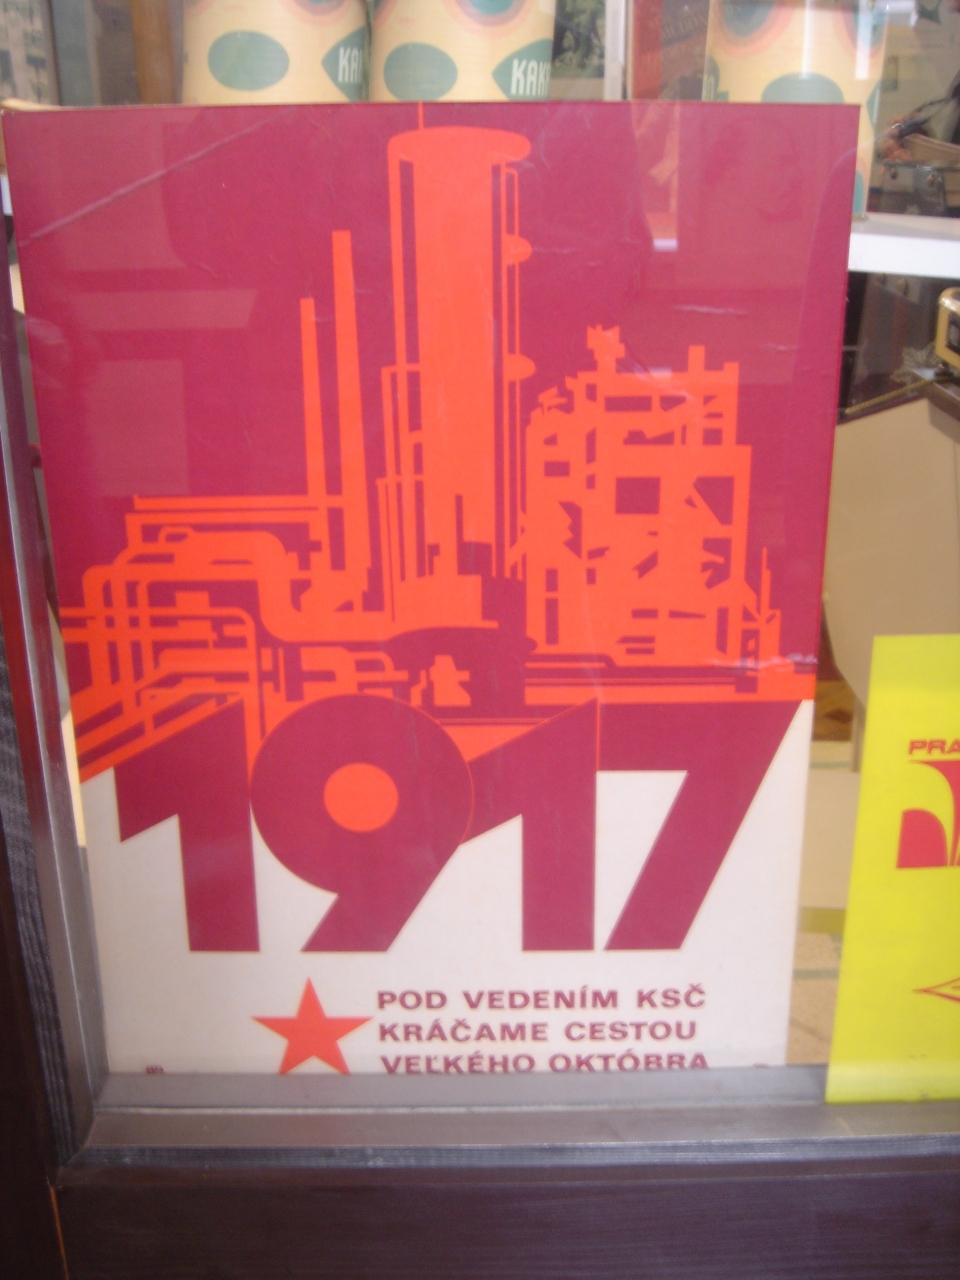 1917
POD VEDENÍM KSČ
KRÁČAME CESTOU
VEĽKÉHO OKTÓBRA